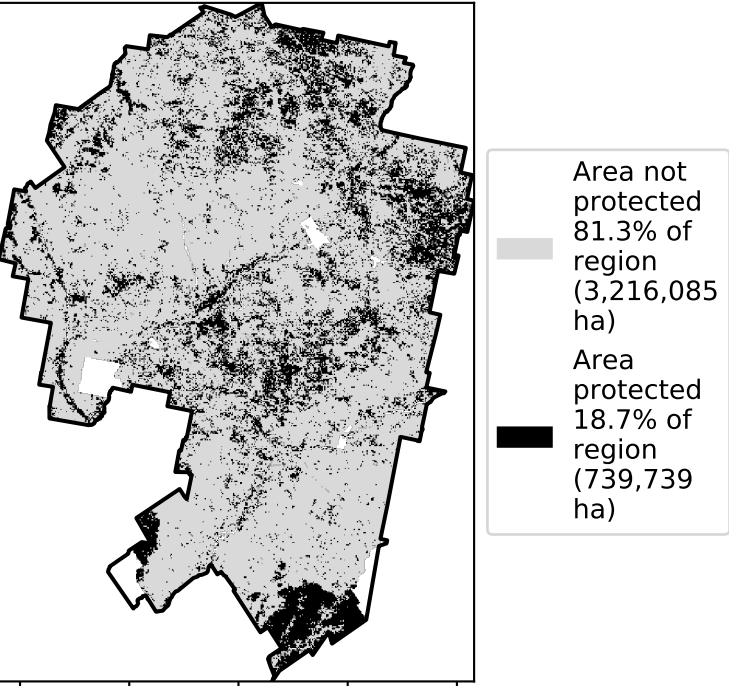 Area not
protected
81.3% of
region
(3,216,085
ha)
Area
protected
18.7% of
region
(739,739
ha)